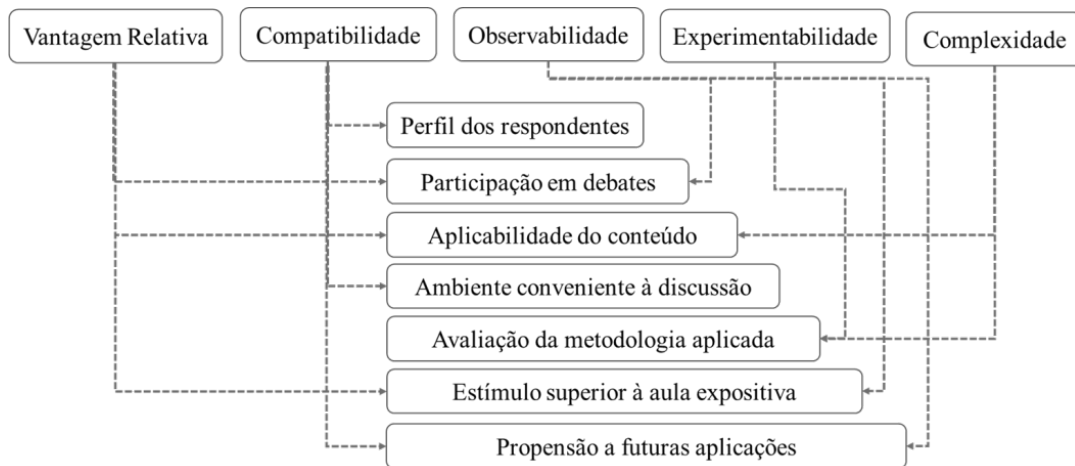 Vantagem Relativa
Compatibilidade
Observabilidade
Experimentabilidade
Complexidade
Perfil dos respondentes
Participação em debates
Aplicabilidade do conteúdo
Ambiente conveniente à discussão
Avaliação da metodologia aplicada
Estímulo superior à aula expositiva
Propensão a futuras aplicações